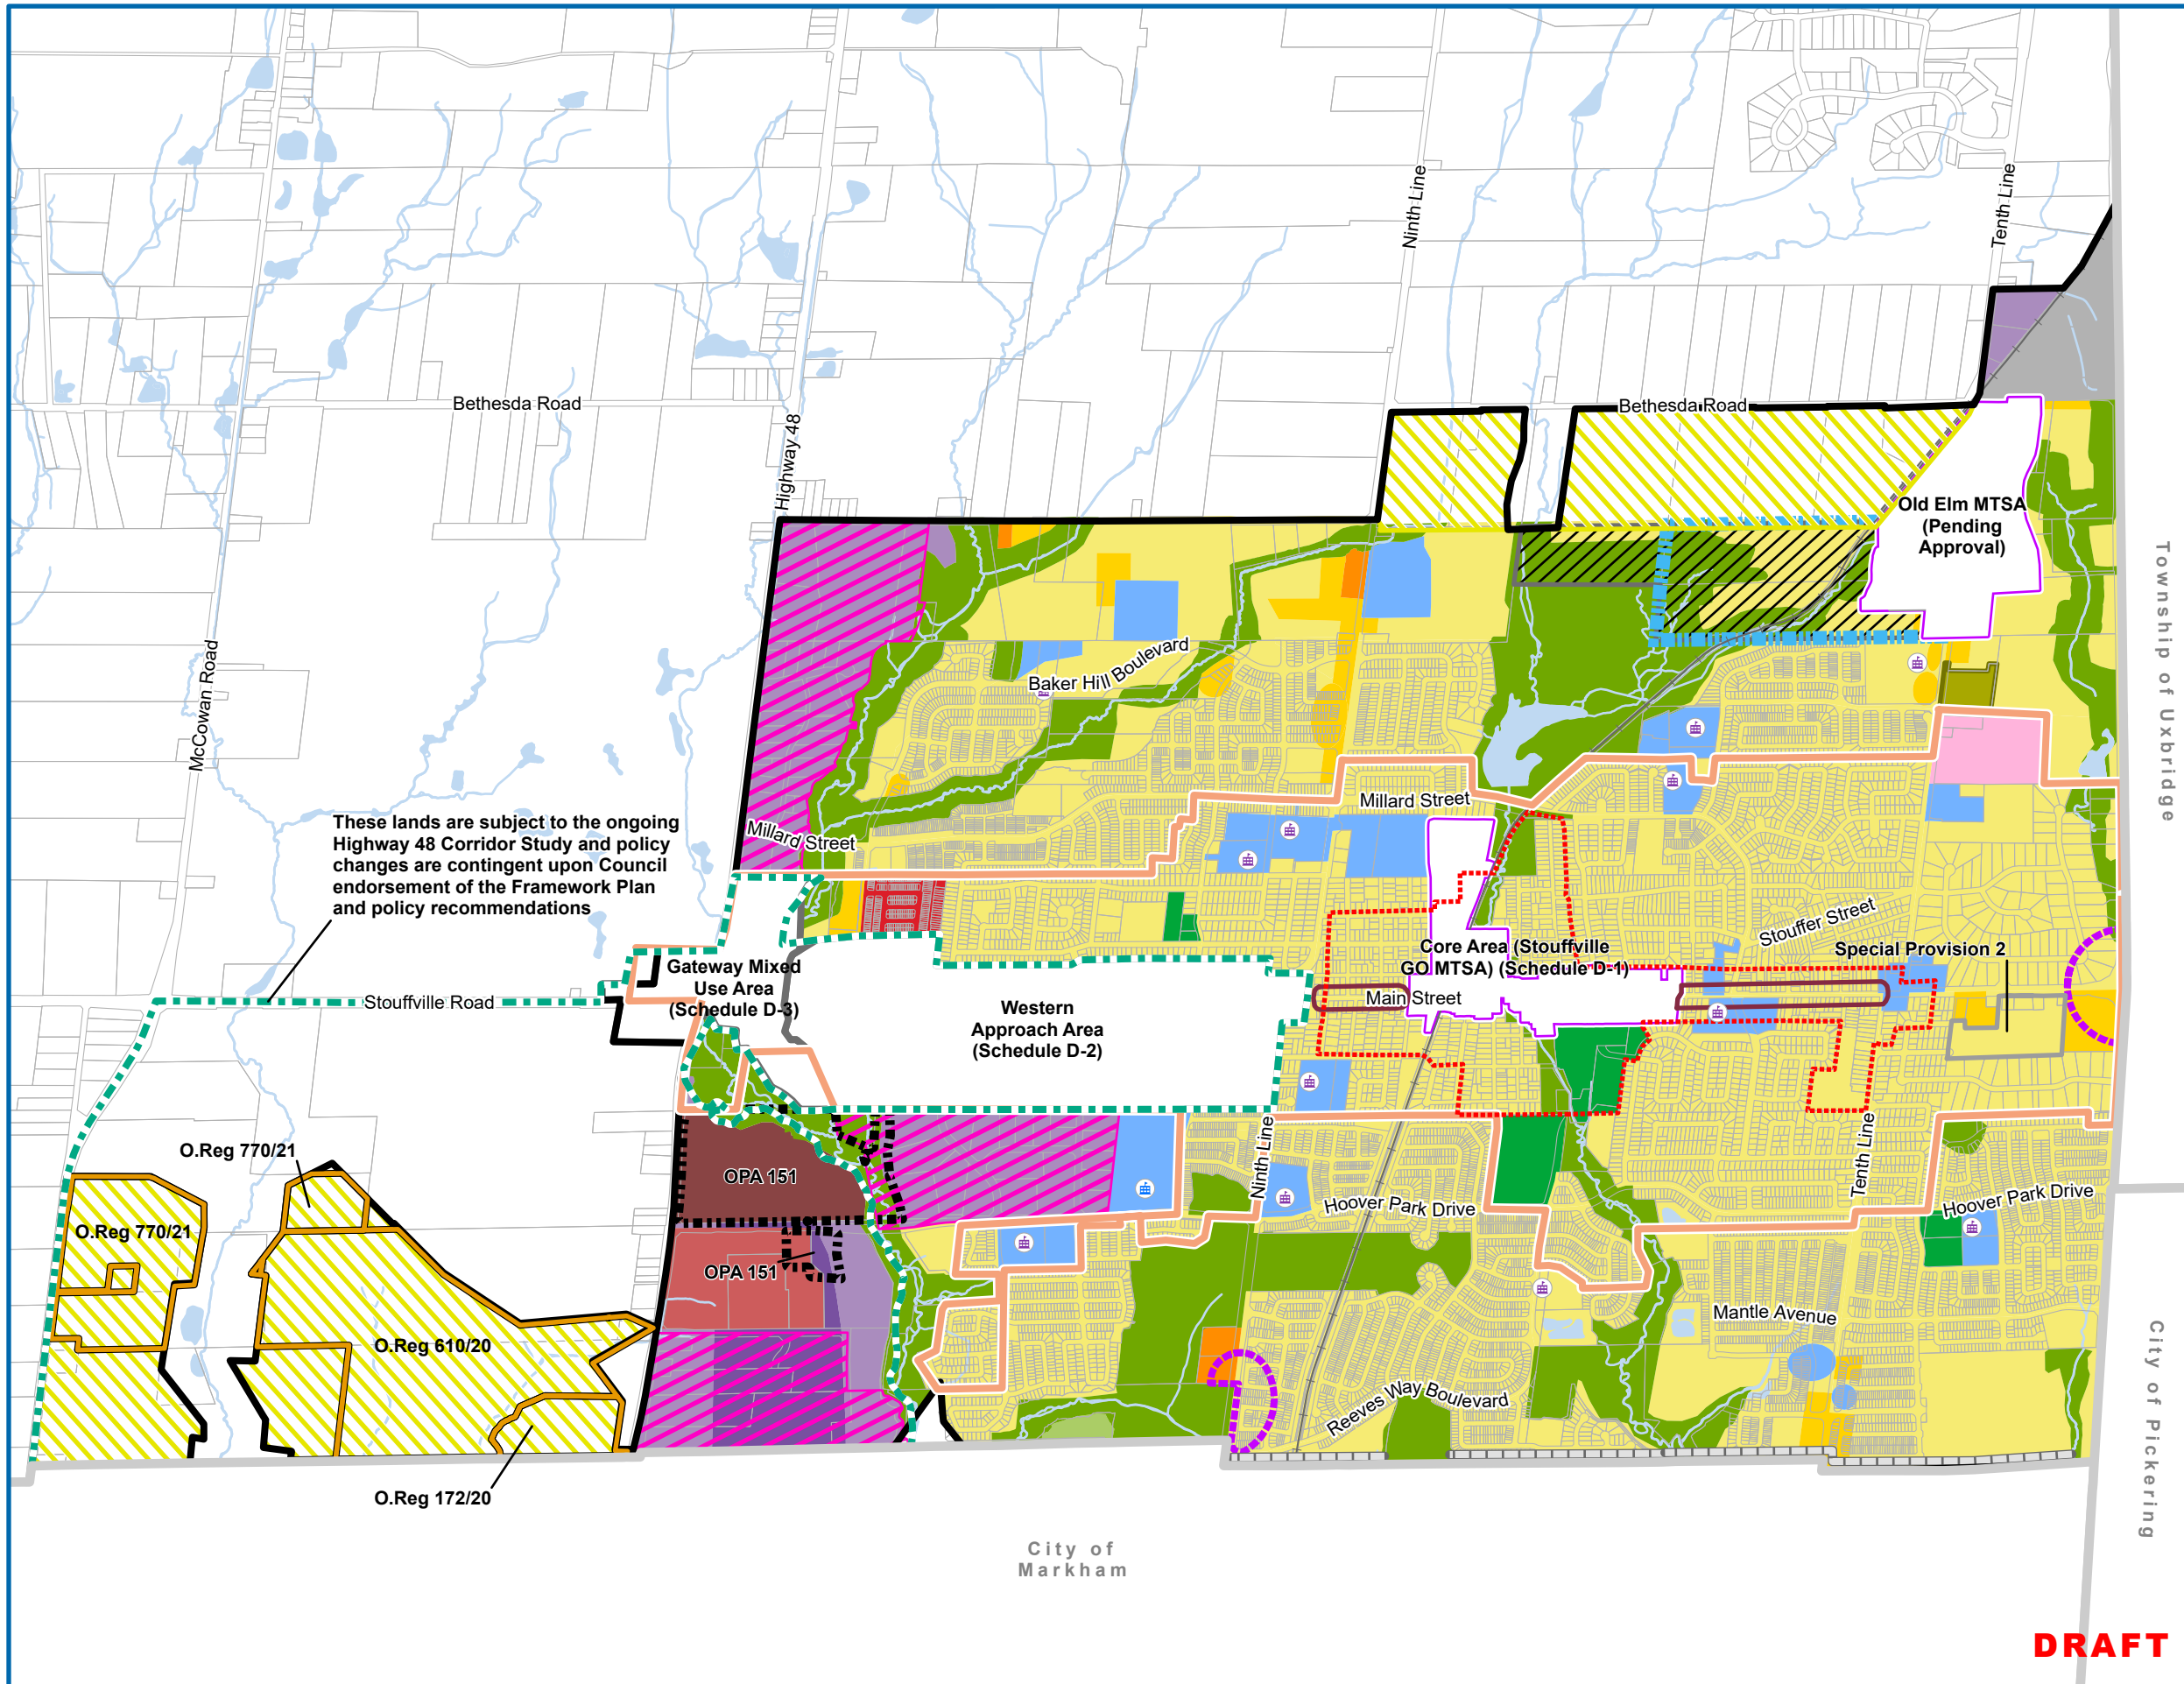 Ninth Line
Tenth Line
Bethesda Road
Bethesda Road
Highway 48
Old Elm MTSA
(Pending
Approval)
Township of Uxbridge
McCowan Road
Baker Hill Boulevard
Millard Street
Millard Street
These lands are subject to the ongoing
Highway 48 Corridor Study and policy
changes are contingent upon Council
endorsement of the Framework Plan
and policy recommendations
Stouffer Street
Special Provision 2
Core Area (Stouffville
GO MTSA) (Schedule D-1)
Gateway Mixed
Use Area
(Schedule D-3)
Stouffville Road
Main Street
Western
Approach Area
(Schedule D-2)
O.Reg 770/21
OPA 151
Ninth Line
Tenth Line
Hoover Park Drive
Hoover Park Drive
O.Reg 770/21
OPA 151
Mantle Avenue
O.Reg 610/20
Reeves Way Boulevard
City of Pickering
O.Reg 172/20
City of
Markham
DRAFT